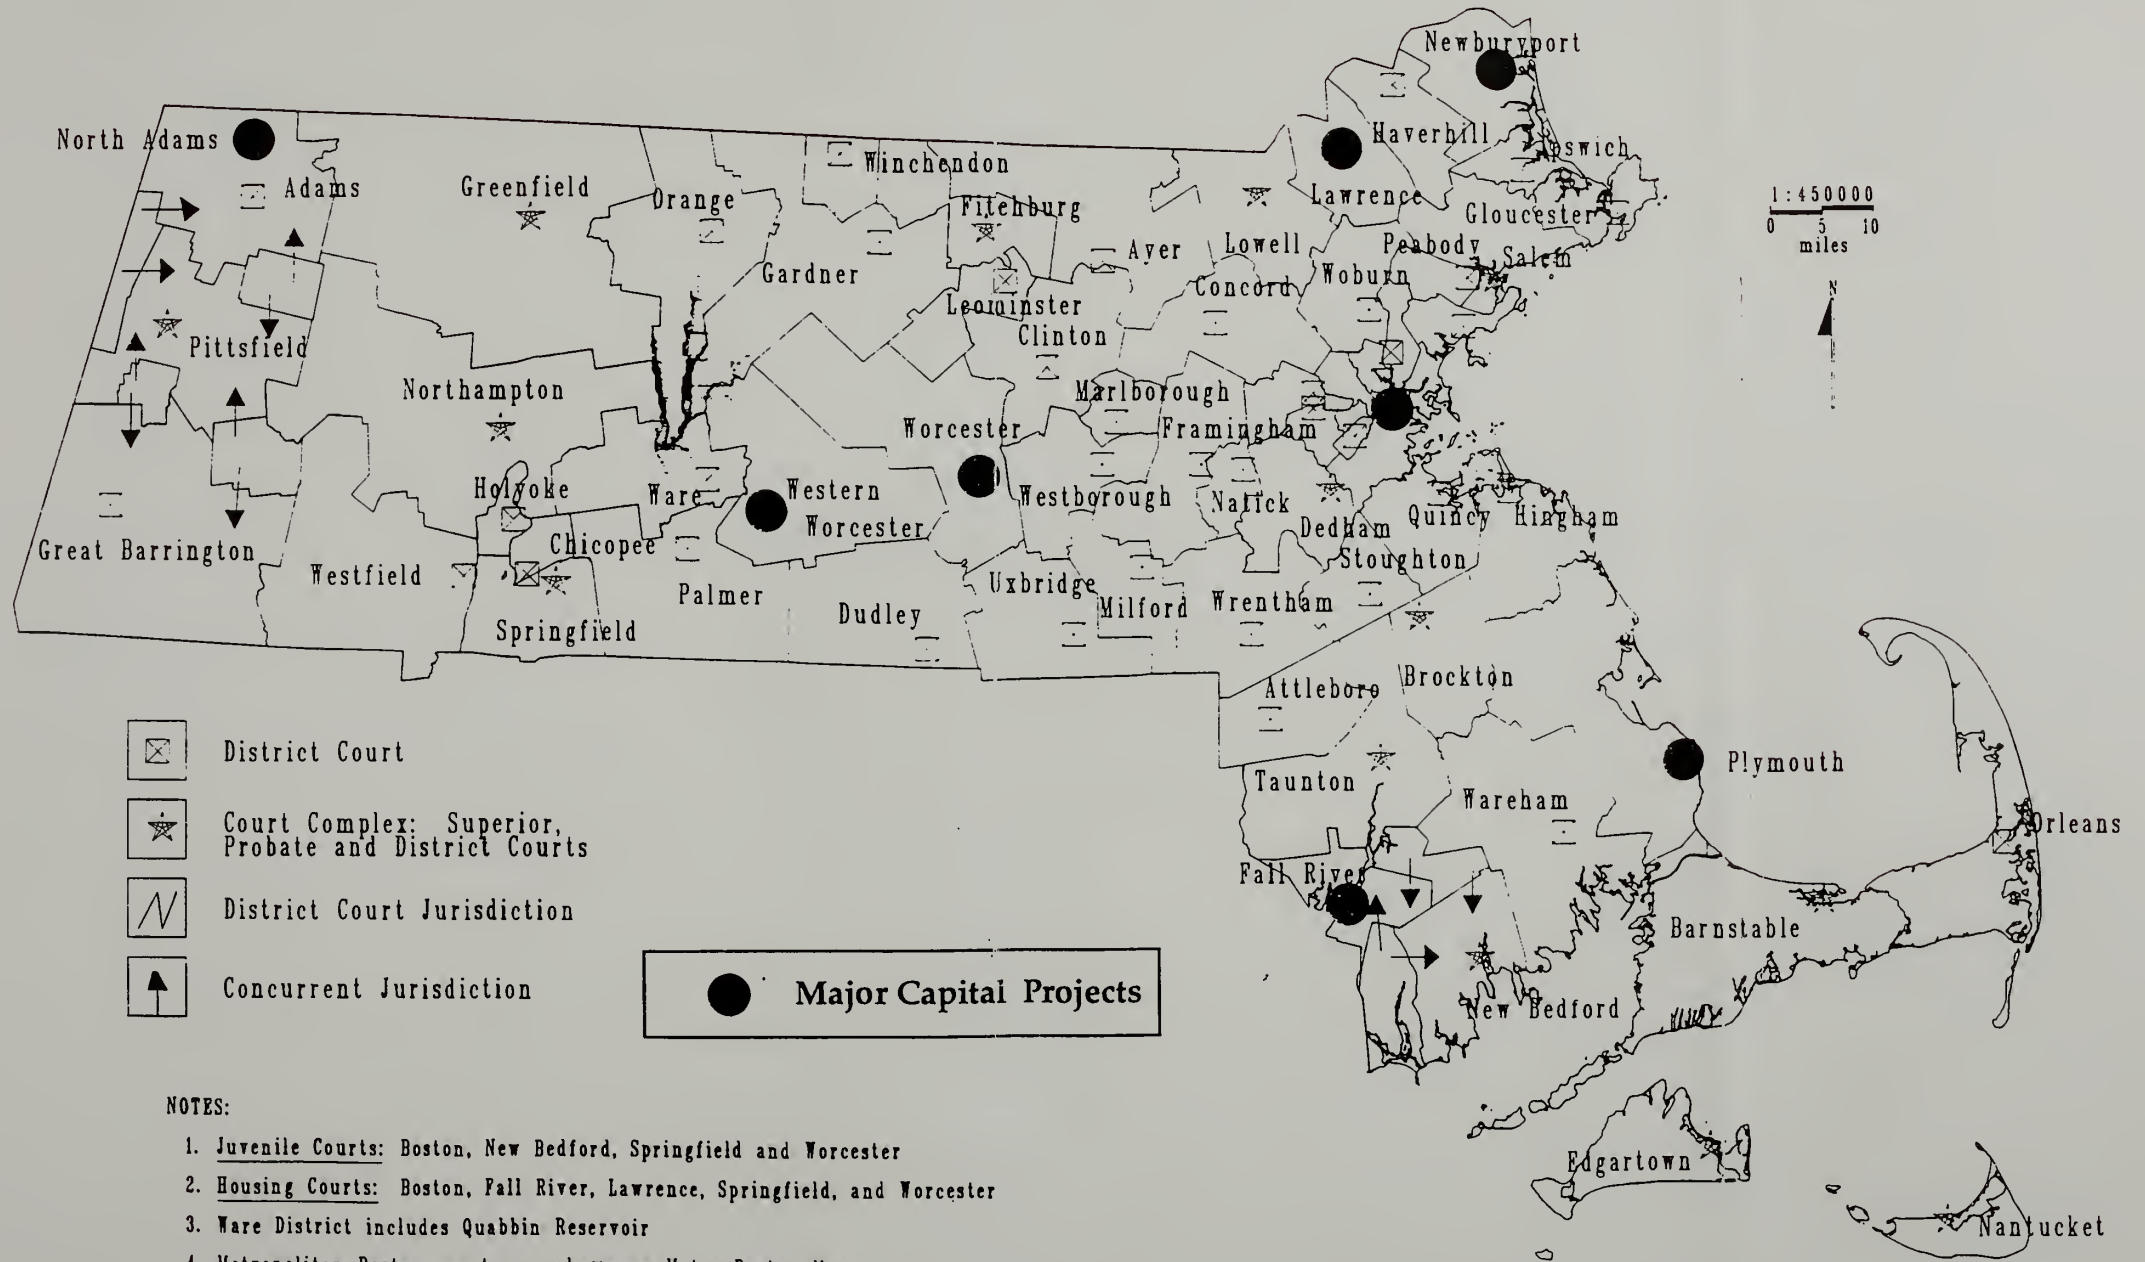 Newburyport
North Adams
Haverhill
Ipswich
Winchendon
Adams
Greenfield
Orange
Fitchburg
Lawrence
Gloucester
1:450000
0 5 10
miles
Ayer
Lowell
Peabody
Salem
Gardner
Concord
Woburn
N
Leominster
Clinton
Pittsfield
Northampton
Marlborough
Worcester
Framingham
Holyoke
Ware
Western
Worcester
Westborough
Natick
Dedham
Quincy
Hingham
Great Barrington
Chicopee
Stoughton
Westfield
Palmer
Uxbridge
Milford
Wrentham
Dudley
Springfield
Attleboro
Brockton
Taunton
Plymouth
Wareham
Orleans
Fall River
Barnstable
New Bedford
Edgartown
Nantucket
District Court
Court Complex: Superior,
Probate and District Courts
District Court Jurisdiction
Concurrent Jurisdiction
Major Capital Projects
NOTES:
1. Juvenile Courts: Boston, New Bedford, Springfield and Worcester
2. Housing Courts: Boston, Fall River, Lawrence, Springfield, and Worcester
3. Ware District includes Quabbin Reservoir